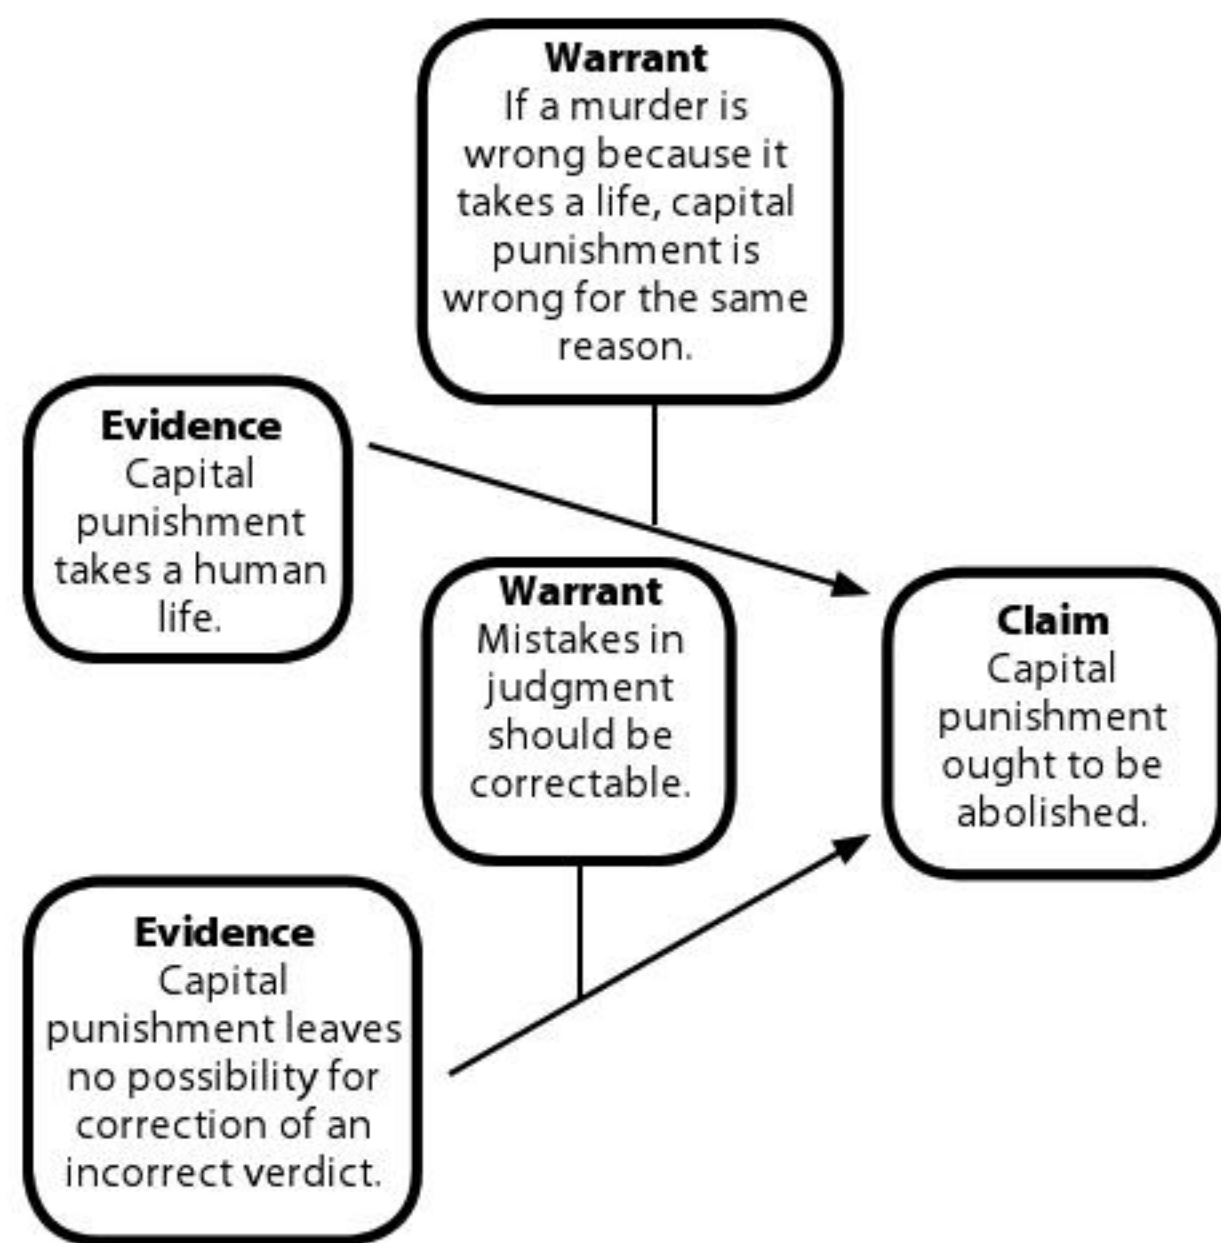 Warrant
If a murder is
wrong because it
takes a life, capital
punishment is
wrong for the same
reason.
Evidence
Capital
punishment
takes a human
life.
Warrant
Mistakes in
judgment
should be
correctable.
Claim
Capital
punishment
ought to be
abolished.
Evidence
Capital
punishment leaves
no possibility for
correction of an
incorrect verdict.